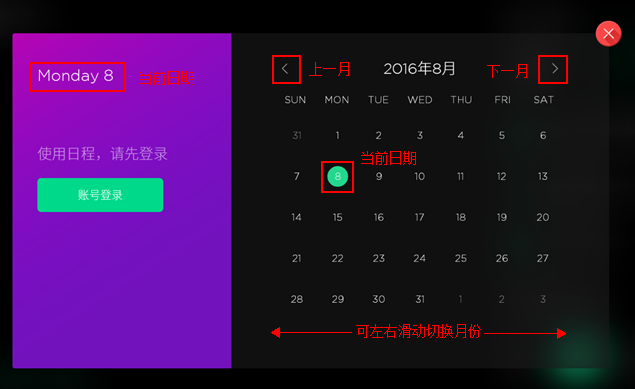 Monday 8
当前日期
使用日程，请先登录
账号登录
上一月
2016年8月
下一月
SUN MON TUE WED THU FRI SAT
31 1 2 3 4 5 6
当前日期
7 8 9 10 11 12 13
14 15 16 17 18 19 20
21 22 23 24 25 26 27
28 29 30 31 1 2 3
可左右滑动切换月份